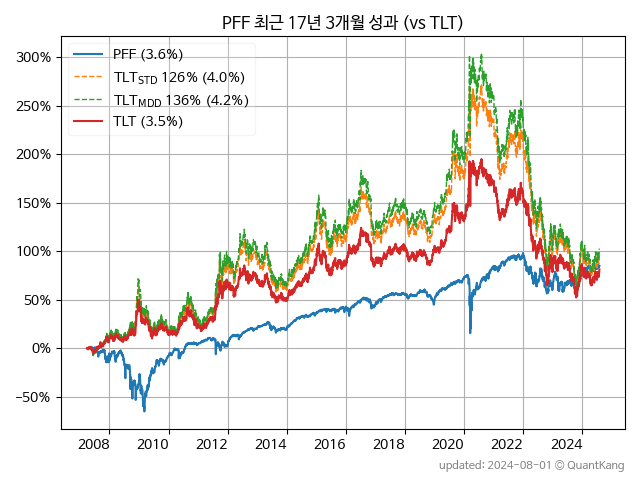 PFF 최근 17년 3개월 성과 (vs TLT)
PFF (3.6%)
TLT_STD 126% (4.0%)
TLT_MDD 136% (4.2%)
TLT (3.5%)
300%
250%
200%
150%
100%
50%
0%
−50%
2008 2010 2012 2014 2016 2018 2020 2022 2024
updated: 2024-08-01 © QuantKang